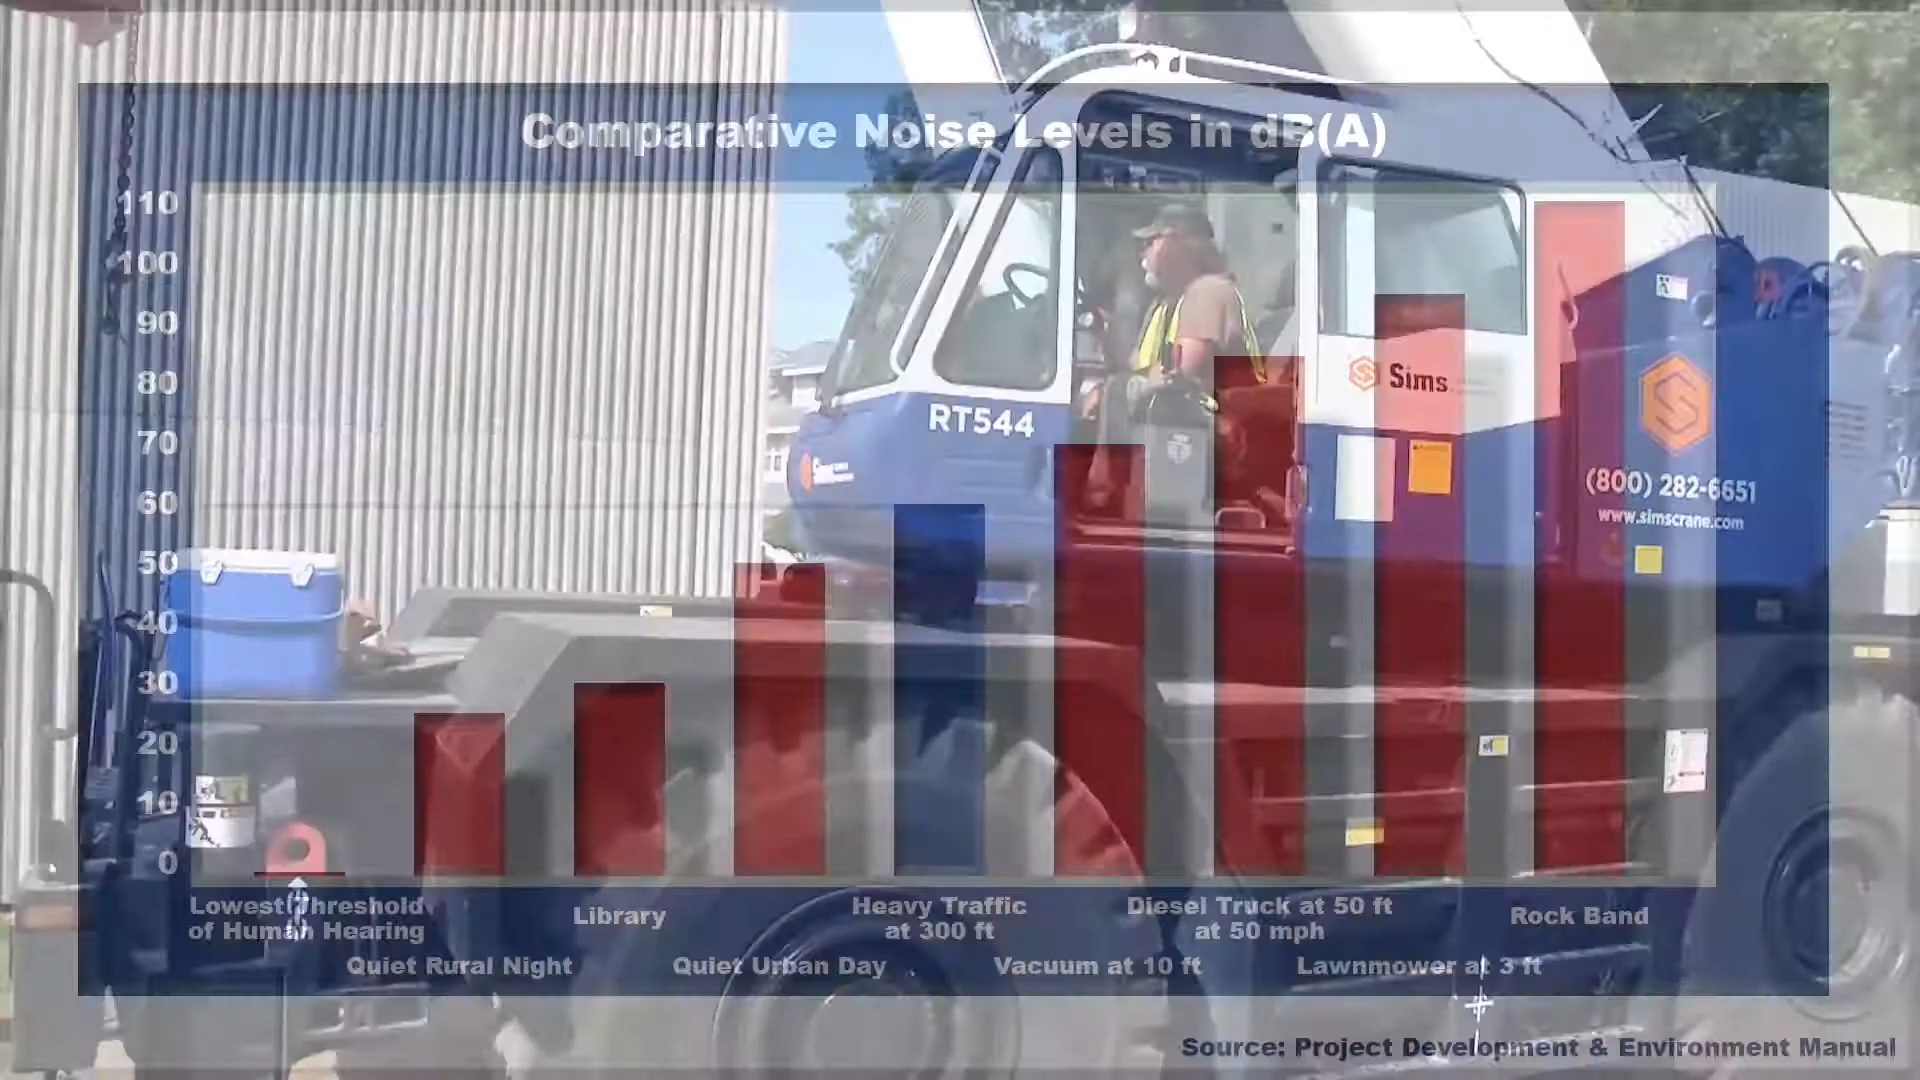 Comparative Noise Levels in dB(A)
110
100
90
80
70
60
50
40
30
20
10
0
Lowest Threshold
of Human Hearing
Quiet Rural Night
Library
Quiet Urban Day
Heavy Traffic
at 300 ft
Vacuum at 10 ft
Diesel Truck at 50 ft
at 50 mph
Lawnmower at 3 ft
Rock Band
Source: Project Development & Environment Manual
RT544
Sims
Sims
(800) 282-6651
www.simscrane.com